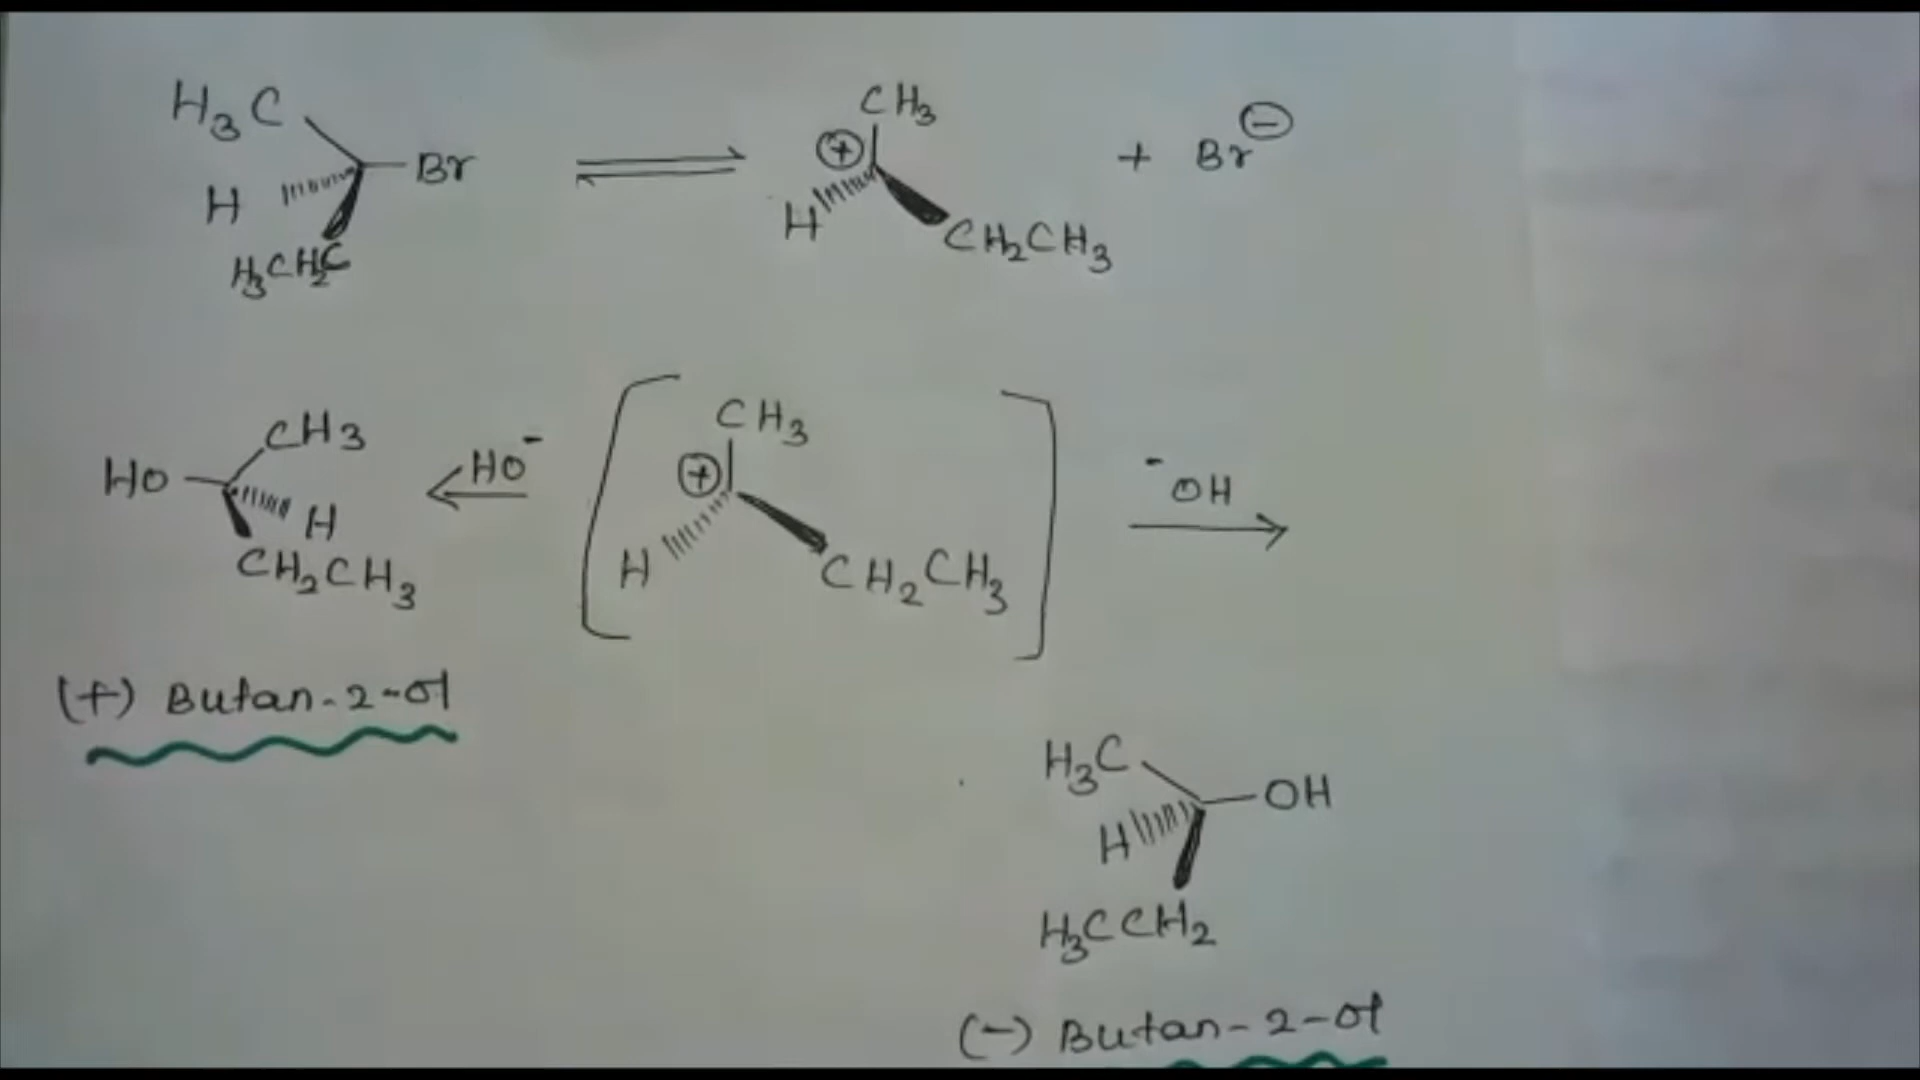 H₃C
Br
H
H₃CH₂C
CH₃
⊕
H
CH₂CH₃
+ Br⊖
HO
CH₃
H
CH₂CH₃
HO⁻
CH₃
⊕
H
CH₂CH₃
⁻OH
(+) Butan-2-ol
H₃C
OH
H
H₃CCH₂
(-) Butan-2-ol